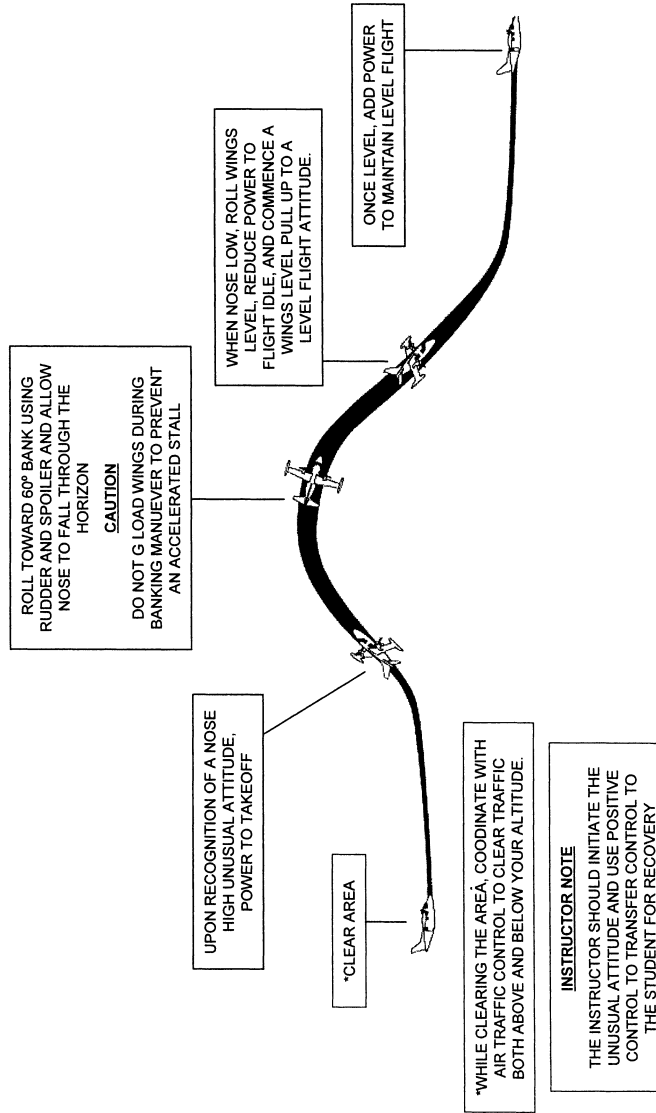 *CLEAR AREA
UPON RECOGNITION OF A NOSE
HIGH UNUSUAL ATTITUDE,
POWER TO TAKEOFF
ROLL TOWARD 60º BANK USING
RUDDER AND SPOILER AND ALLOW
NOSE TO FALL THROUGH THE
HORIZON
CAUTION
DO NOT G LOAD WINGS DURING
BANKING MANUEVER TO PREVENT
AN ACCELERATED STALL
WHEN NOSE LOW, ROLL WINGS
LEVEL, REDUCE POWER TO
FLIGHT IDLE, AND COMMENCE A
WINGS LEVEL PULL UP TO A
LEVEL FLIGHT ATTITUDE.
ONCE LEVEL, ADD POWER
TO MAINTAIN LEVEL FLIGHT
*WHILE CLEARING THE AREA, COODINATE WITH
AIR TRAFFIC CONTROL TO CLEAR TRAFFIC
BOTH ABOVE AND BELOW YOUR ALTITUDE.
INSTRUCTOR NOTE
THE INSTRUCTOR SHOULD INITIATE THE
UNUSUAL ATTITUDE AND USE POSITIVE
CONTROL TO TRANSFER CONTROL TO
THE STUDENT FOR RECOVERY